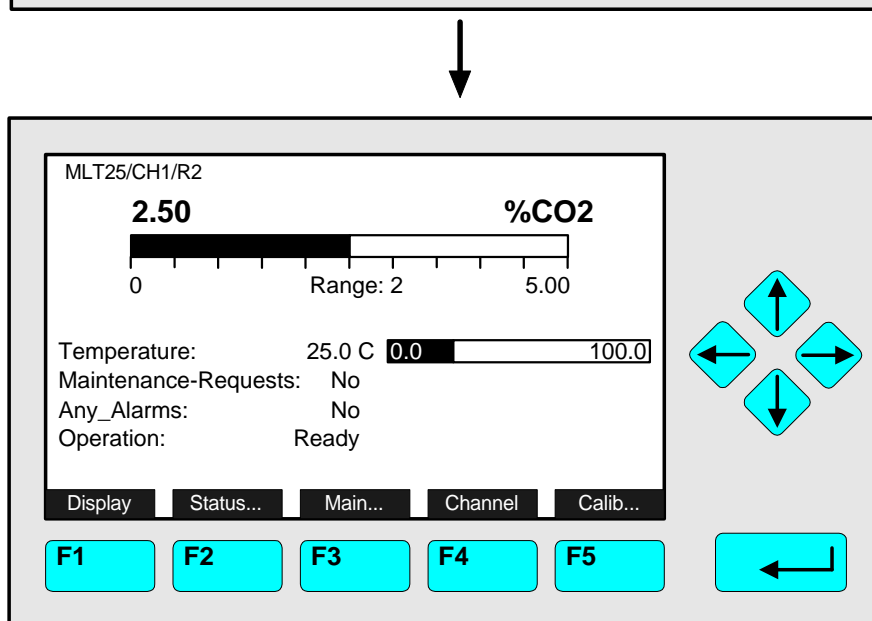 MLT25/CH1/R2
2.50 %CO2
0 Range: 2 5.00
Temperature: 25.0 C 0.0 100.0
Maintenance-Requests: No
Any_Alarms: No
Operation: Ready
Display Status... Main... Channel Calib...
F1 F2 F3 F4 F5